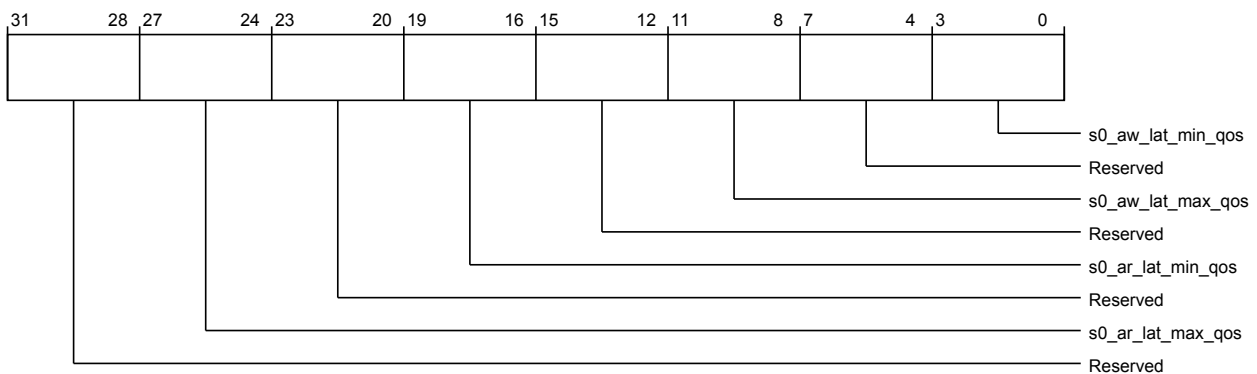 31 28 27 24 23 20 19 16 15 12 11 8 7 4 3 0
s0_aw_lat_min_qos
Reserved
s0_aw_lat_max_qos
Reserved
s0_ar_lat_min_qos
Reserved
s0_ar_lat_max_qos
Reserved